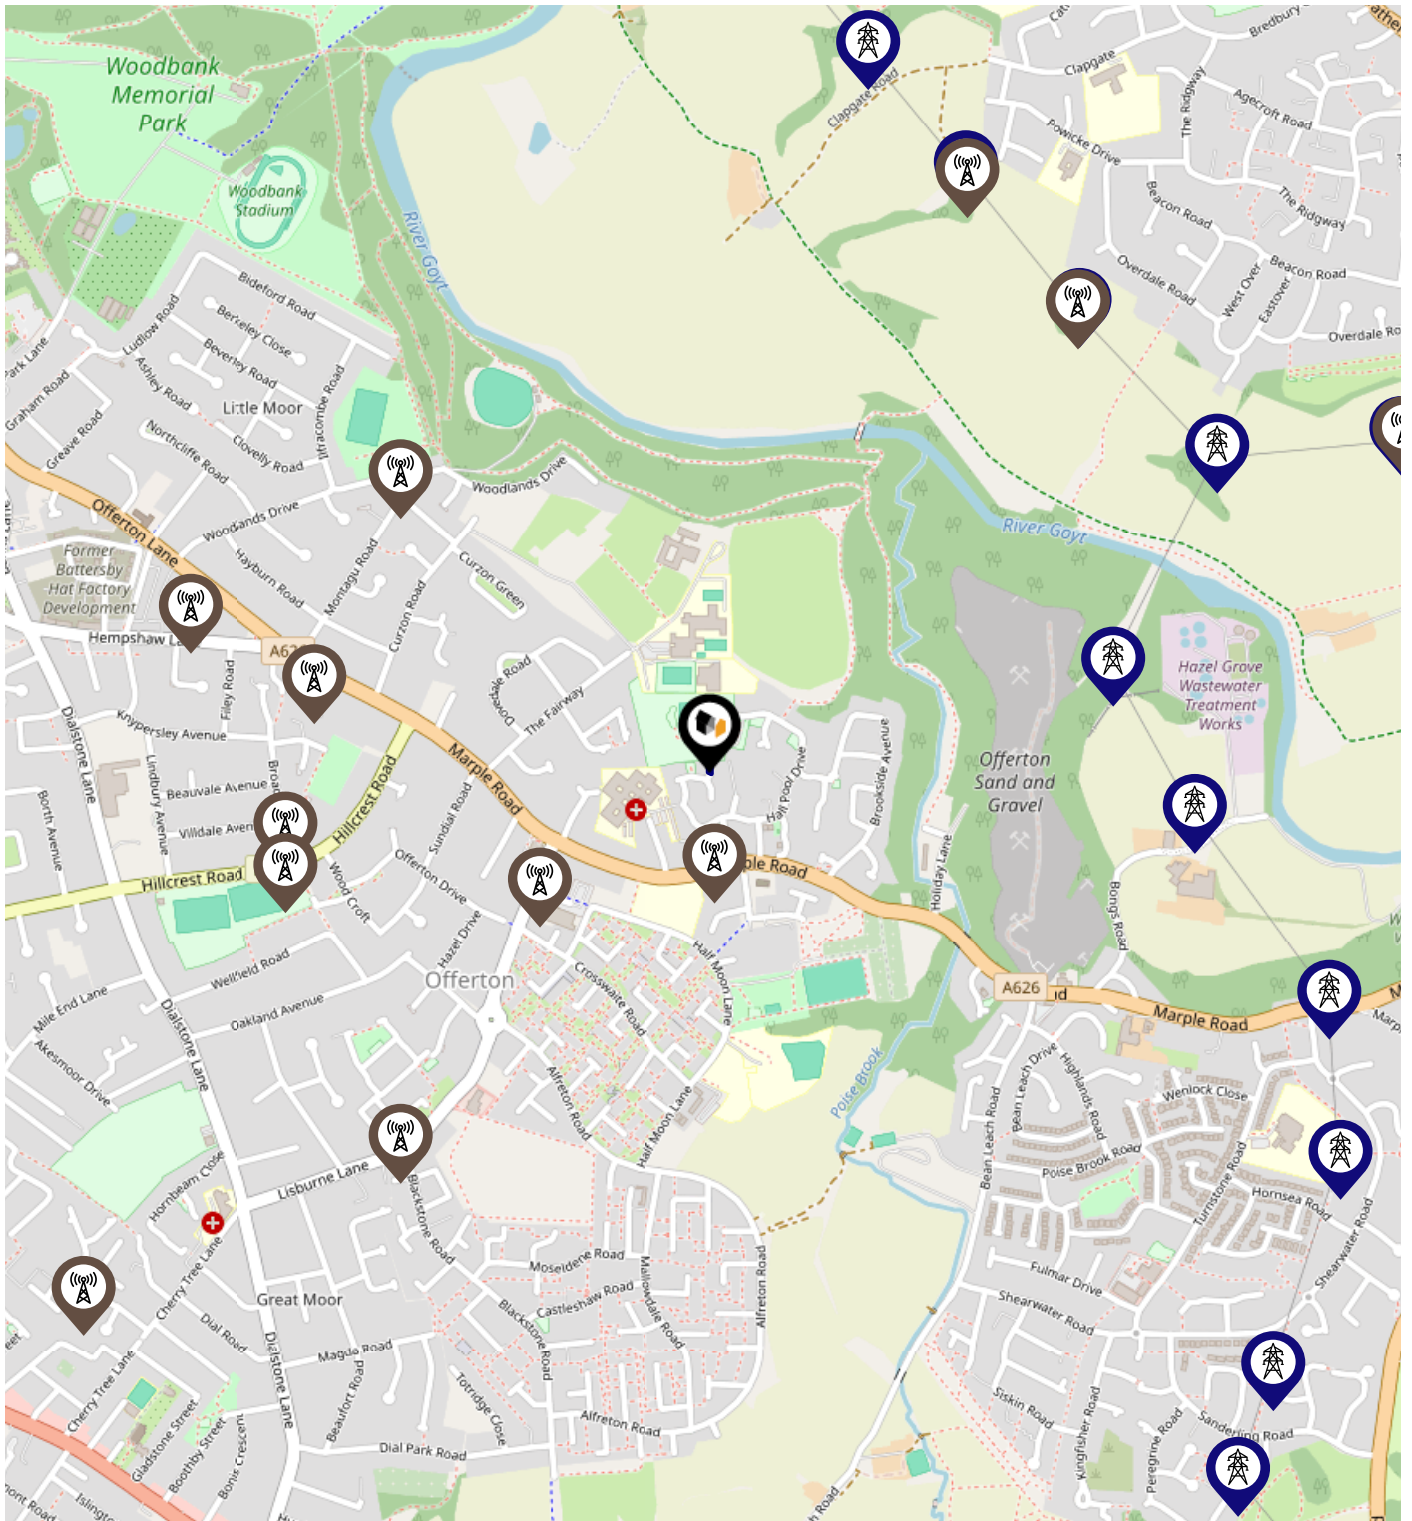 Woodbank
Memorial
Park
Woodbank
Stadium
River Goyt
Clapgate
Clapgate Road
Bredbury
Powicke Drive
The Ridgway
Agecroft Road
Beacon Road
The Ridgway
Overdale Road
West Over
Eastover
Beacon Road
Overdale Ro
Bideford Road
Berkeley Close
Beverley Road
Ludlow Road
Ashley Road
Park Lane
Graham Road
Greave Road
Little Moor
Ilfracombe Road
Northcliffe Road
Clovelly Road
Woodlands Drive
Woodlands Drive
Offerton Lane
Former
Battersby
Hat Factory
Development
Hayburn Road
Montagu Road
Curzon Road
Curzon Green
River Goyt
Hempshaw La
A626
Filey Road
Knypersley Avenue
Dialstone Lane
Lindbury Avenue
Borth Avenue
Beauvale Avenue
Villdale Aven
Broad
Hillcrest Road
Hillcrest Road
Dovedale Road
The Fairway
Marple Road
Sundial Road
Offerton Drive
Wood Croft
Hazel Drive
Hall Pool Drive
Brookside Avenue
Holiday Lane
ple Road
Offerton
Sand and
Gravel
Hazel Grove
Wastewater
Treatment
Works
Bongs Road
Wellfield Road
Oakland Avenue
Mile End Lane
Akesmoor Drive
Dialstone Lane
Offerton
Crosswaite Road
Half Moon Lane
Half Moon Lane
Alfreton Road
Poise Brook
A626
Marple Road
Bean Leach Drive
Bean Leach Road
Highlands Road
Wenlock Close
Poise Brook Road
Turnstone Road
Hornsea Road
Shearwater Road
Fulmar Drive
Shearwater Road
Siskin Road
Kingfisher Road
Peregrine Road
Sanderling Road
Hornbeam Close
Lisburne Lane
Blackstone Road
Cherry Tree Lane
Great Moor
Dial Road
Dialstone Lane
Magda Road
Beaufort Road
Moseldene Road
Castleshaw Road
Blackstone Road
Mallowdale Road
Alfreton Road
Alfreton Road
Torridge Close
Dial Park Road
Cherry Tree Lane
Gladstone Street
Boothby Street
Islington